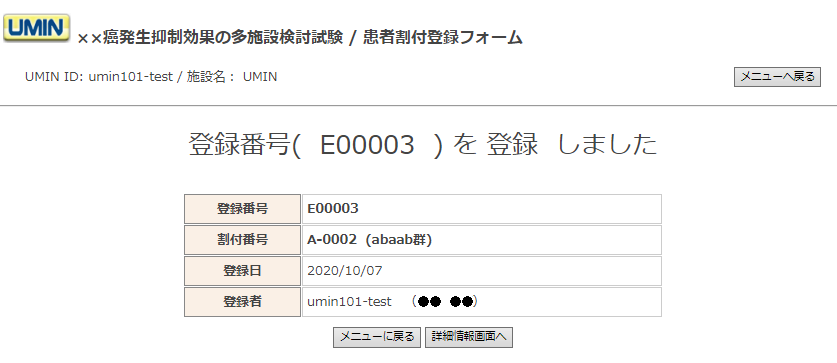 UMIN
××癌発生抑制効果の多施設検討試験 / 患者割付登録フォーム
UMIN ID: umin101-test / 施設名： UMIN
メニューへ戻る
登録番号( E00003 ) を 登録 しました
登録番号 E00003
割付番号 A-0002 (abaab群)
登録日 2020/10/07
登録者 umin101-test （●● ●●）
メニューに戻る 詳細情報画面へ